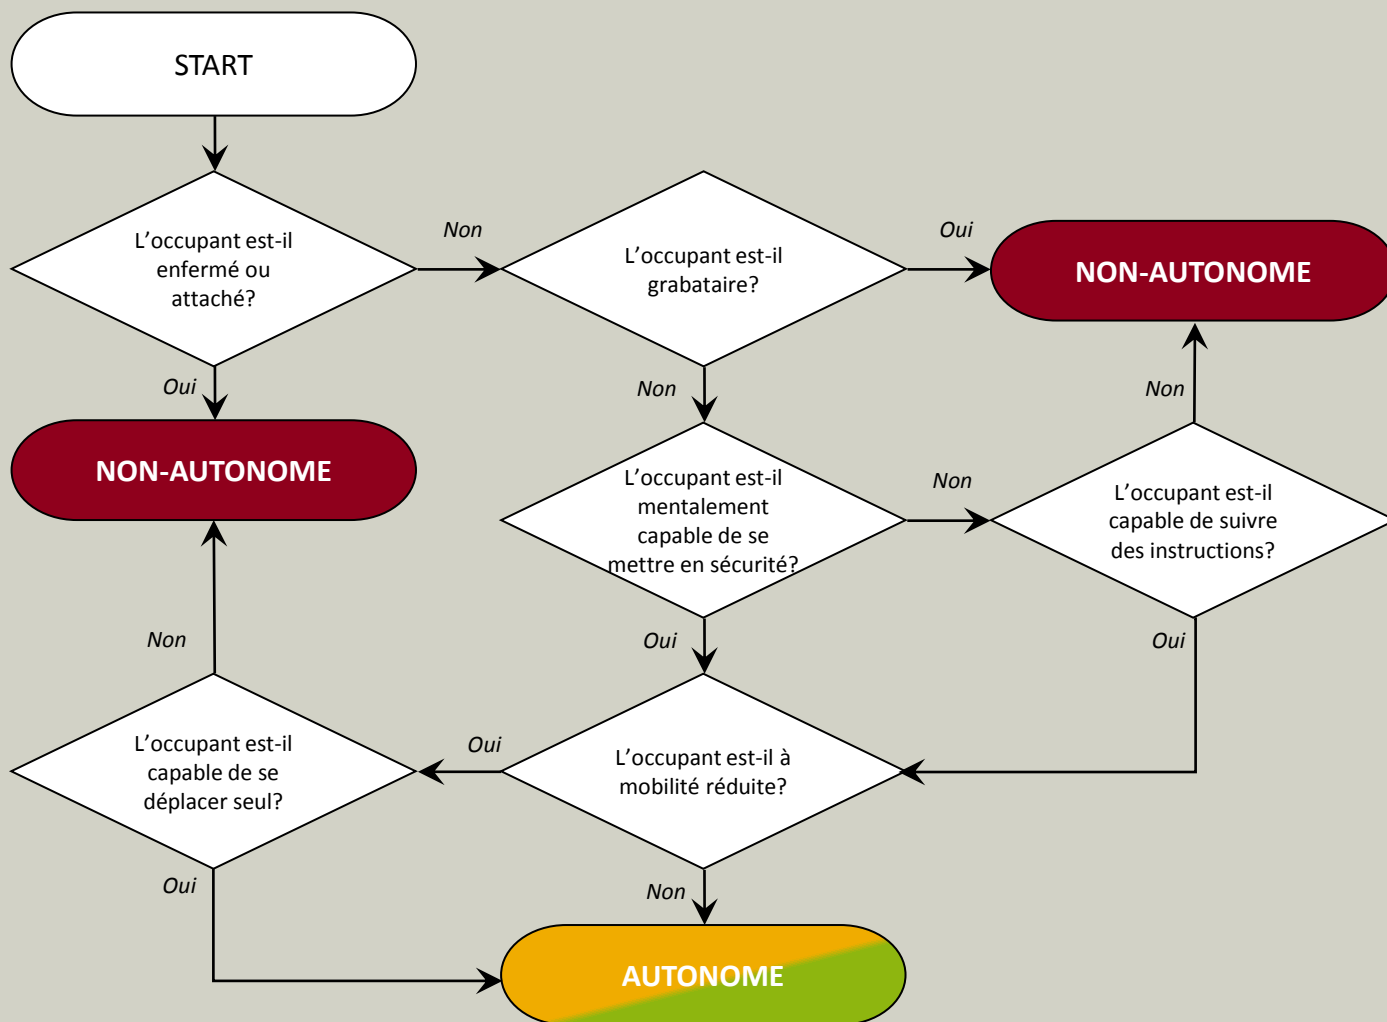 START
L’occupant est-il
enfermé ou
attaché?
Non
L’occupant est-il
grabataire?
Oui
NON-AUTONOME
Oui
Non
Non
NON-AUTONOME
L’occupant est-il
mentalement
capable de se
mettre en sécurité?
Non
L’occupant est-il
capable de suivre
des instructions?
Non
Oui
Oui
L’occupant est-il
capable de se
déplacer seul?
Oui
L’occupant est-il à
mobilité réduite?
Oui
Non
AUTONOME